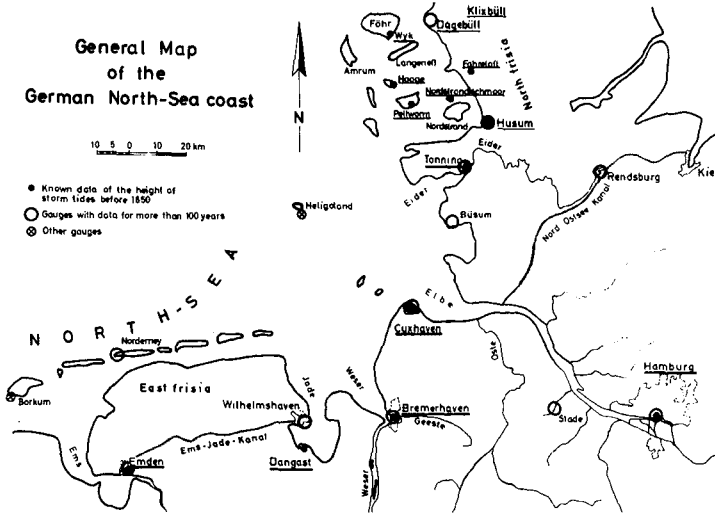 General Map
of the
German North-Sea coast
10 5 0 10 20 km
Known data of the height of
storm tides before 1850
Gauges with data for more than 100 years
Other gauges
N
Föhr
Wyk
Amrum
Langeneß
Hooge
Pellworm
Nordstrandischmoor
Nordstrand
Klixbüll
Dagebüll
Fahretoft
North frisia
Husum
Eider
Tönning
Eider
Büsum
Rendsburg
Kie
Nord Ostsee Kanal
Heligoland
NORTH-SEA
Norderney
Borkum
East frisia
Ems
Emden
Ems-Jade-Kanal
Wilhelmshaven
Jade
Dangast
Weser
Cuxhaven
Elbe
Oste
Bremerhaven
Geeste
Weser
Stade
Hamburg